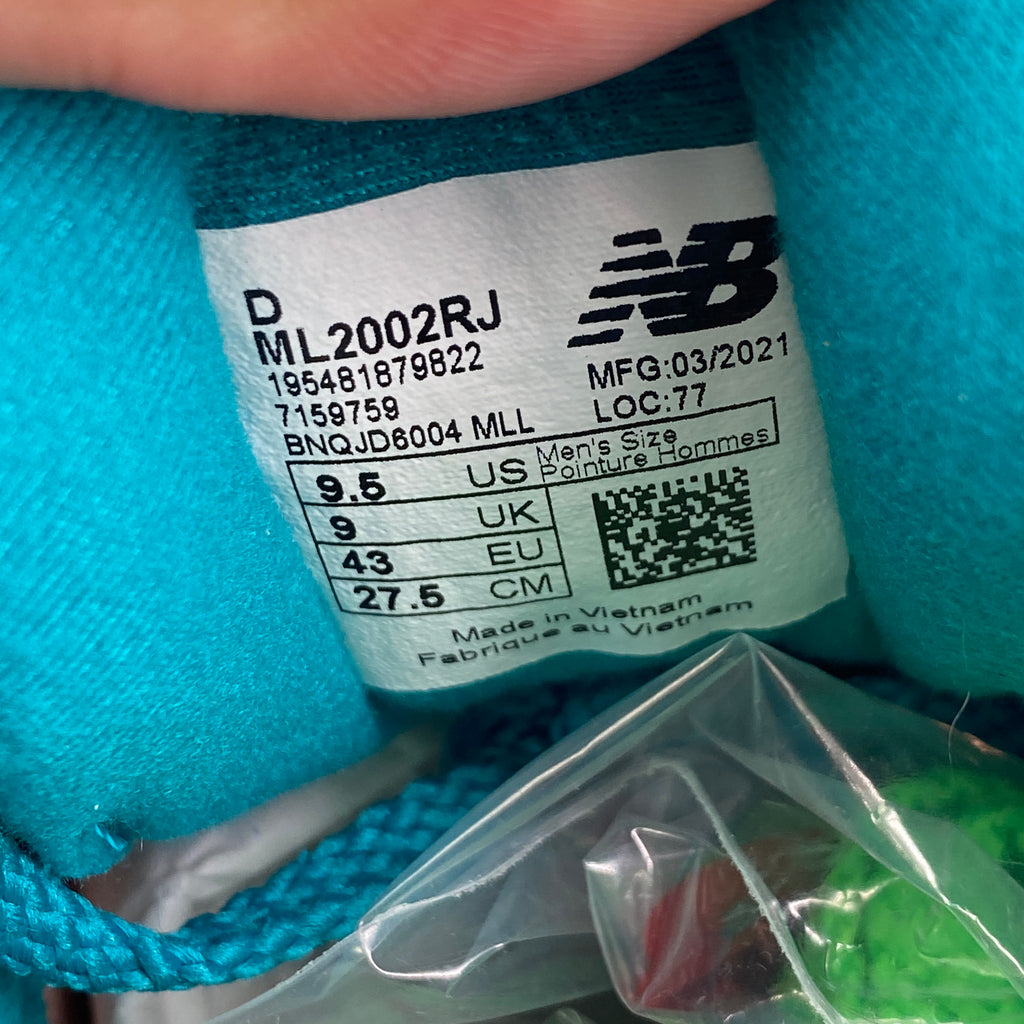 NB
D
ML2002RJ
195481879822
7159759
BNQJD6004 MLL
MFG:03/2021
LOC:77
9.5 US Men's Size
Pointure Hommes
9 UK
43 EU
27.5 CM
Made in Vietnam
Fabriqué au Vietnam